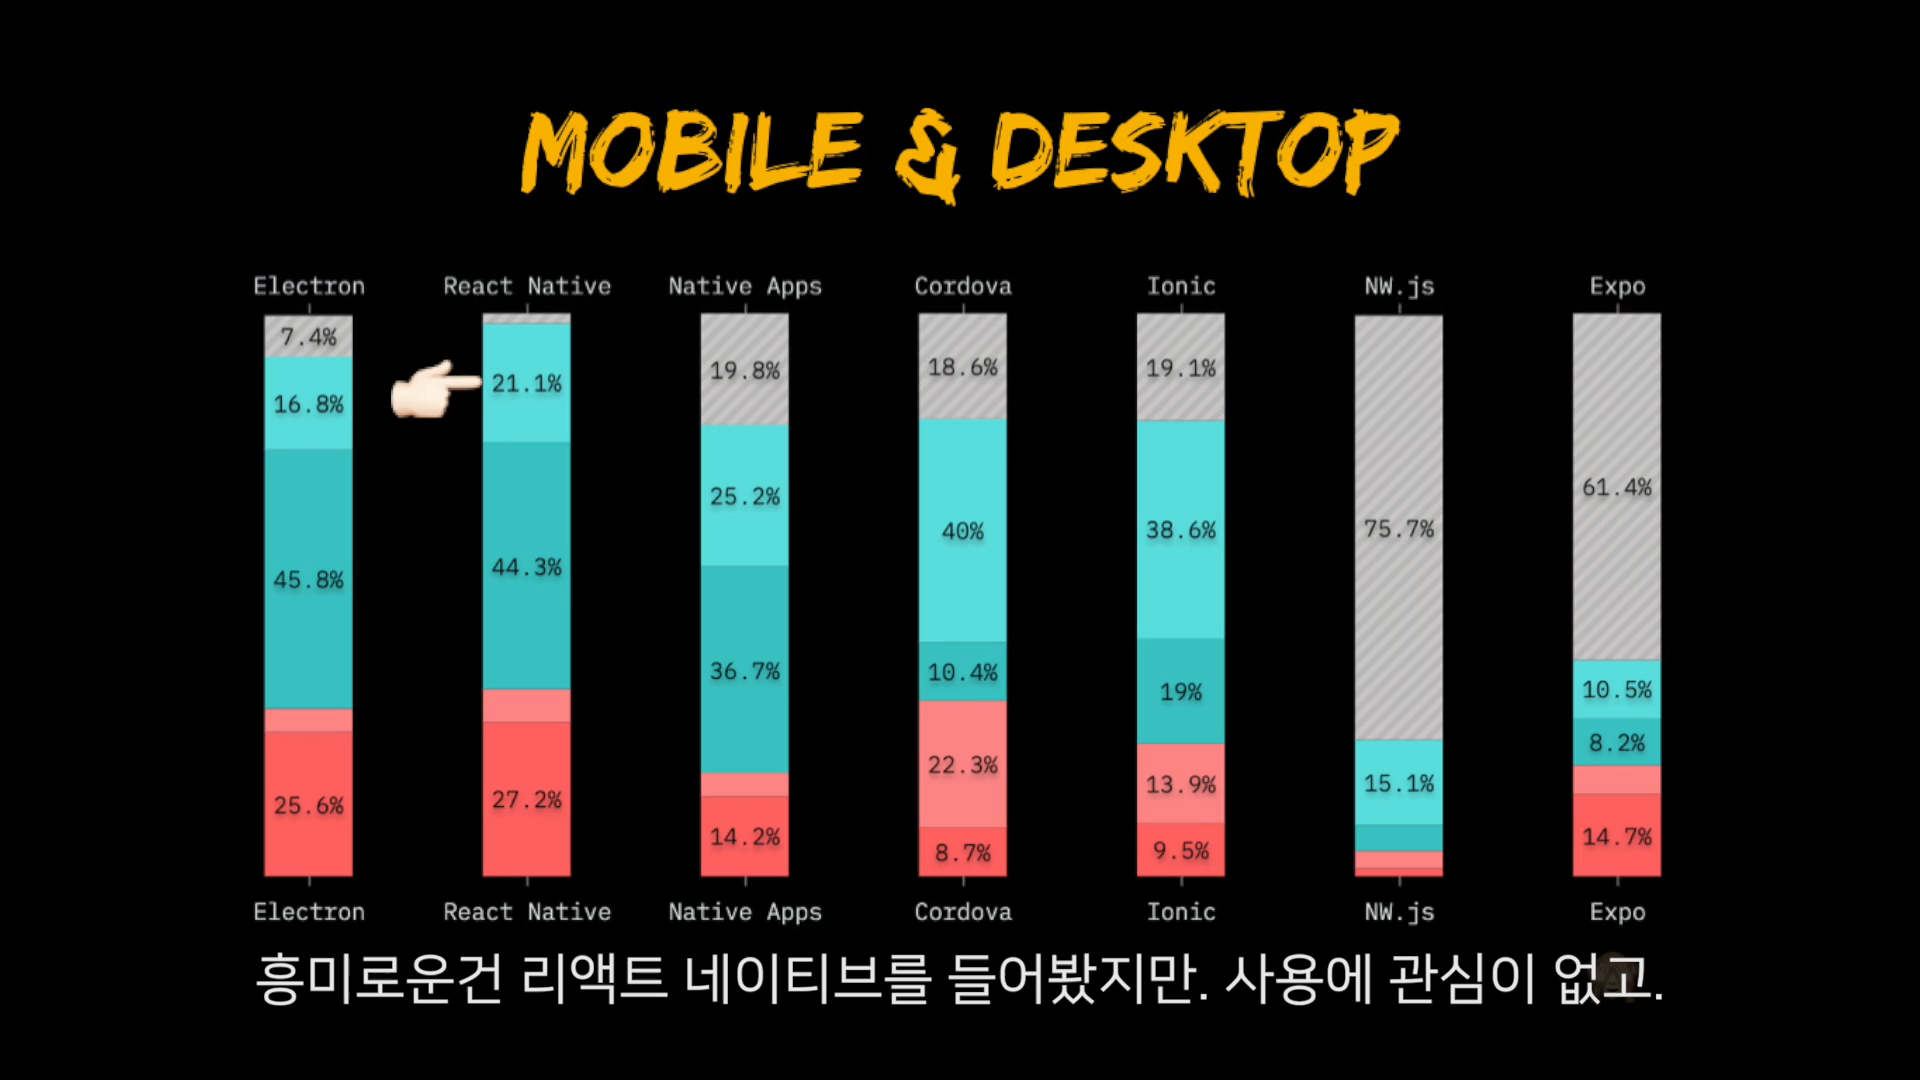 MOBILE & DESKTOP
Electron React Native Native Apps Cordova Ionic NW.js Expo
7.4% 19.8% 18.6% 19.1% 75.7% 61.4%
16.8% 21.1% 25.2% 40% 38.6% 15.1% 10.5%
45.8% 44.3% 36.7% 10.4% 19% 8.2%
22.3% 13.9%
25.6% 27.2% 14.2% 8.7% 9.5% 14.7%
Electron React Native Native Apps Cordova Ionic NW.js Expo
흥미로운건 리액트 네이티브를 들어봤지만. 사용에 관심이 없고.